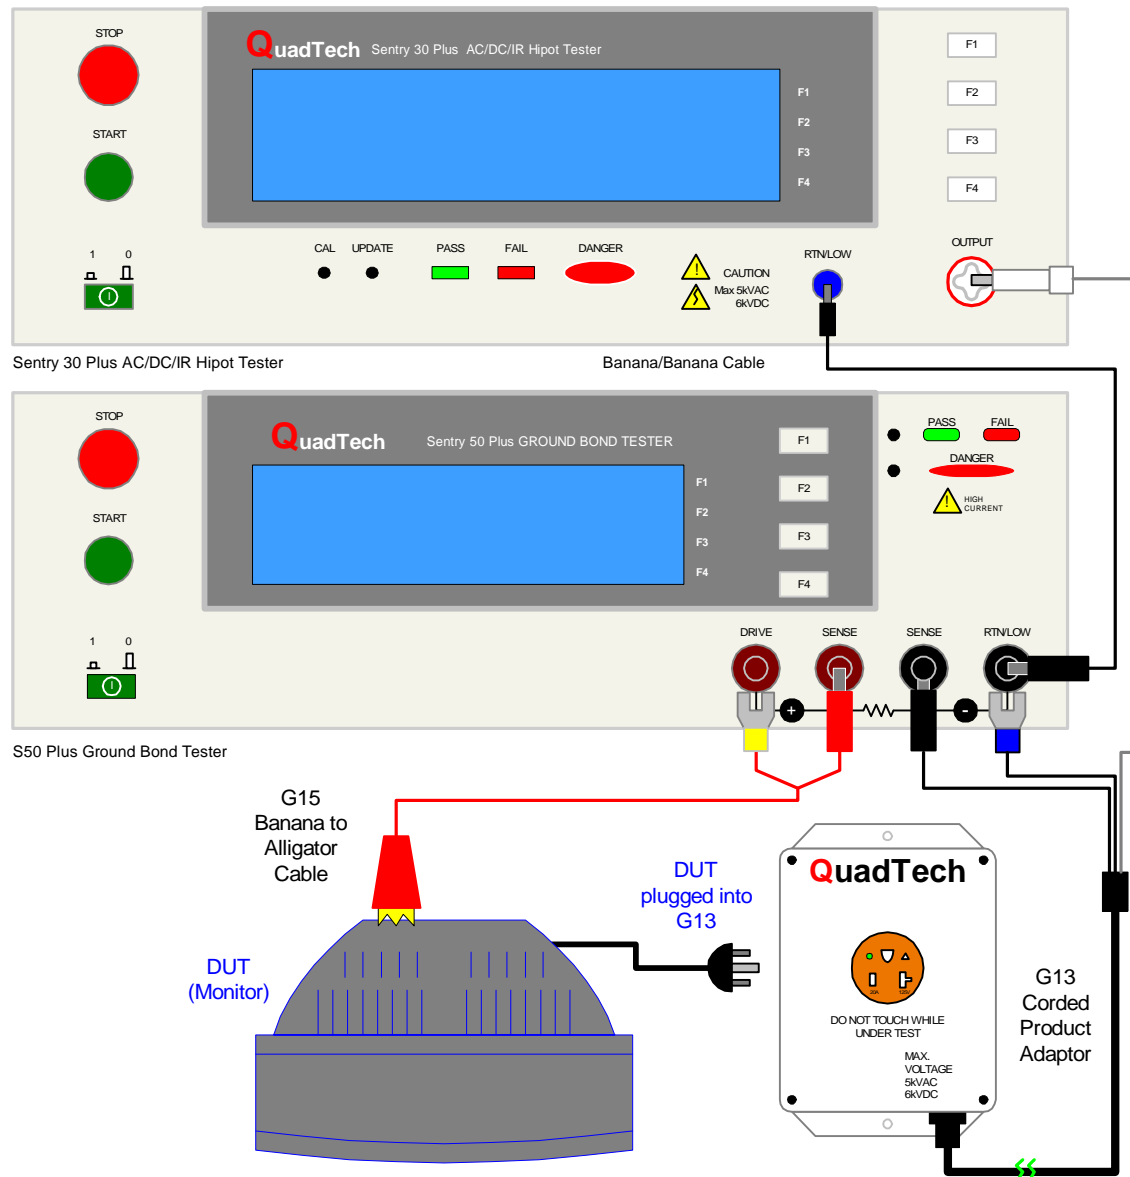 STOP
QuadTech Sentry 30 Plus AC/DC/IR Hipot Tester
F1
F2
F3
F4
START
F1
F2
F3
F4
1 0
CAL UPDATE PASS FAIL DANGER
CAUTION
Max 5kVAC
6kVDC
RTN/LOW
OUTPUT
Sentry 30 Plus AC/DC/IR Hipot Tester
Banana/Banana Cable
STOP
QuadTech Sentry 50 Plus GROUND BOND TESTER
F1
F2
F3
F4
START
F1
F2
F3
F4
PASS FAIL
DANGER
HIGH
CURRENT
1 0
DRIVE SENSE SENSE RTN/LOW
+ -
S50 Plus Ground Bond Tester
G15
Banana to
Alligator
Cable
DUT
(Monitor)
DUT
plugged into
G13
QuadTech
20A 125V
DO NOT TOUCH WHILE
UNDER TEST
MAX.
VOLTAGE
5kVAC
6kVDC
G13
Corded
Product
Adaptor